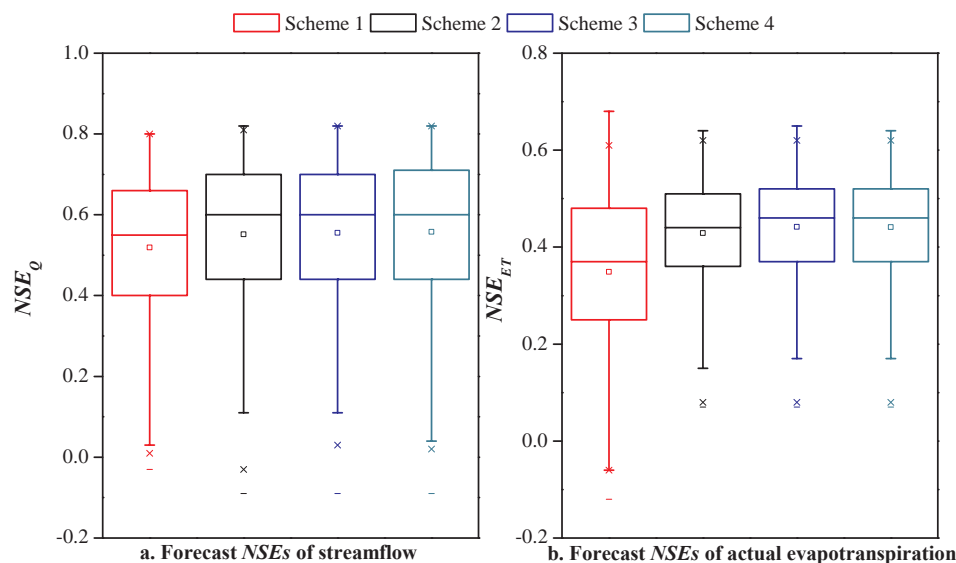 Scheme 1 Scheme 2 Scheme 3 Scheme 4
1.0
0.8
0.6
0.4
0.2
0.0
-0.2
NSE_Q
a. Forecast NSEs of streamflow
0.8
0.6
0.4
0.2
0.0
-0.2
NSE_ET
b. Forecast NSEs of actual evapotranspiration